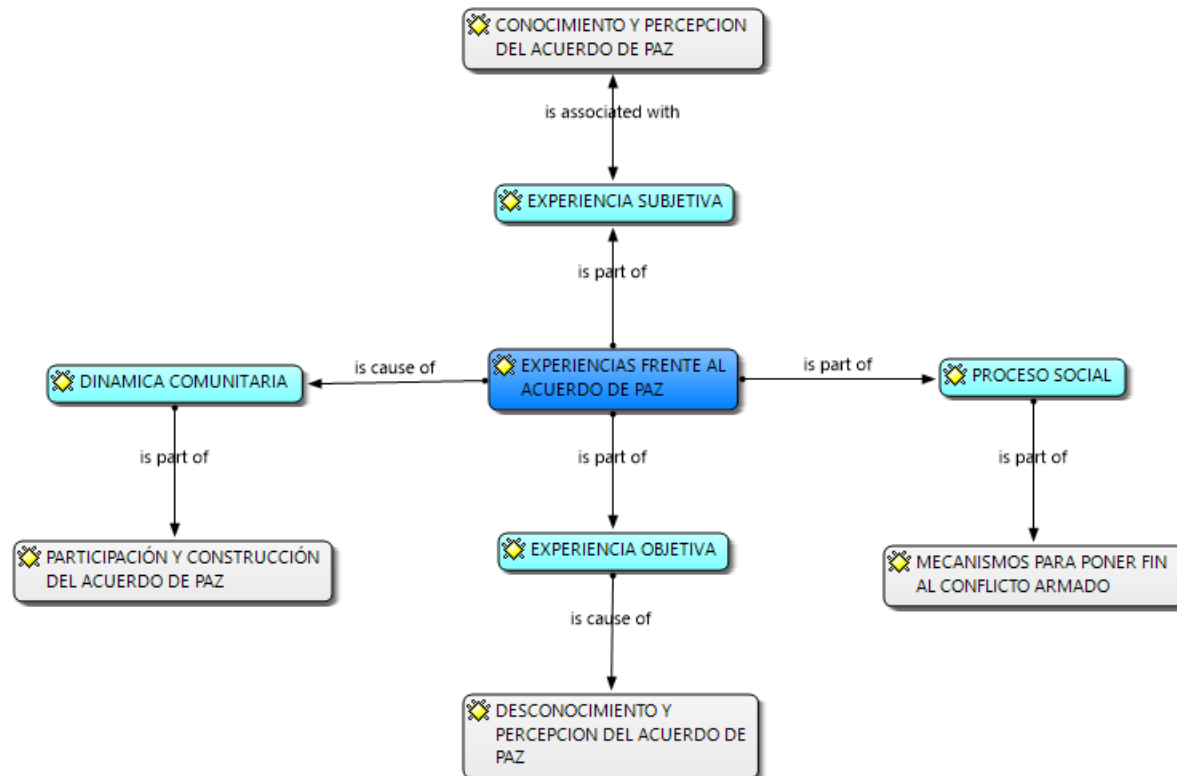 CONOCIMIENTO Y PERCEPCION
DEL ACUERDO DE PAZ
is associated with
EXPERIENCIA SUBJETIVA
is part of
DINAMICA COMUNITARIA
is cause of
EXPERIENCIAS FRENTE AL
ACUERDO DE PAZ
is part of
PROCESO SOCIAL
is part of
is part of
is part of
PARTICIPACIÓN Y CONSTRUCCIÓN
DEL ACUERDO DE PAZ
EXPERIENCIA OBJETIVA
MECANISMOS PARA PONER FIN
AL CONFLICTO ARMADO
is cause of
DESCONOCIMIENTO Y
PERCEPCION DEL ACUERDO DE
PAZ